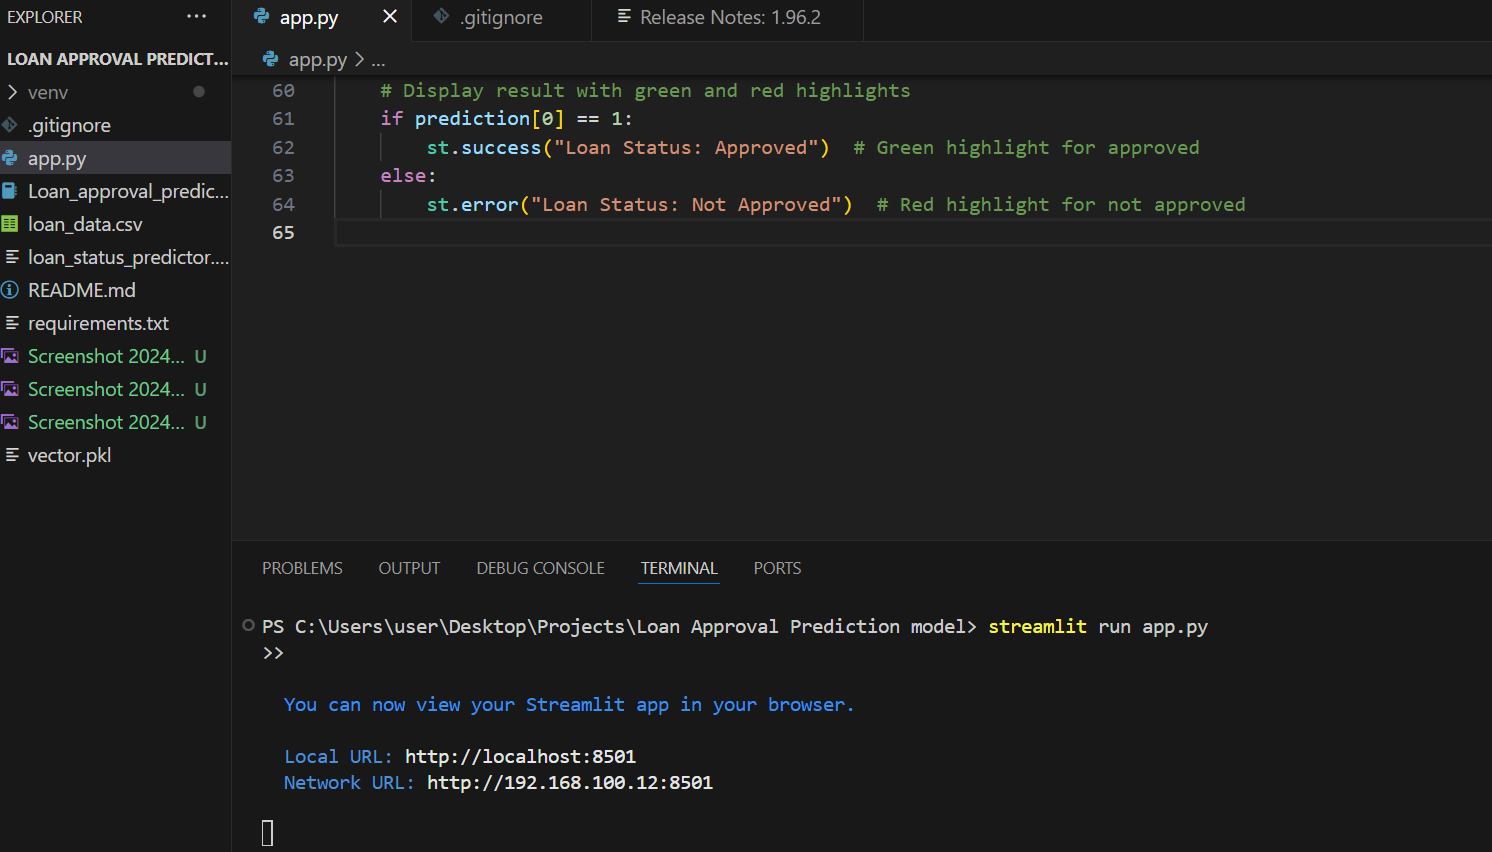 EXPLORER ...
LOAN APPROVAL PREDICT...
venv
.gitignore
app.py
Loan_approval_predic...
loan_data.csv
loan_status_predictor....
README.md
requirements.txt
Screenshot 2024... U
Screenshot 2024... U
Screenshot 2024... U
vector.pkl
app.py
.gitignore
Release Notes: 1.96.2
app.py > ...
60 # Display result with green and red highlights
61 if prediction[0] == 1:
62 st.success("Loan Status: Approved") # Green highlight for approved
63 else:
64 st.error("Loan Status: Not Approved") # Red highlight for not approved
65
PROBLEMS OUTPUT DEBUG CONSOLE TERMINAL PORTS
PS C:\Users\user\Desktop\Projects\Loan Approval Prediction model> streamlit run app.py
>>
You can now view your Streamlit app in your browser.
Local URL: http://localhost:8501
Network URL: http://192.168.100.12:8501